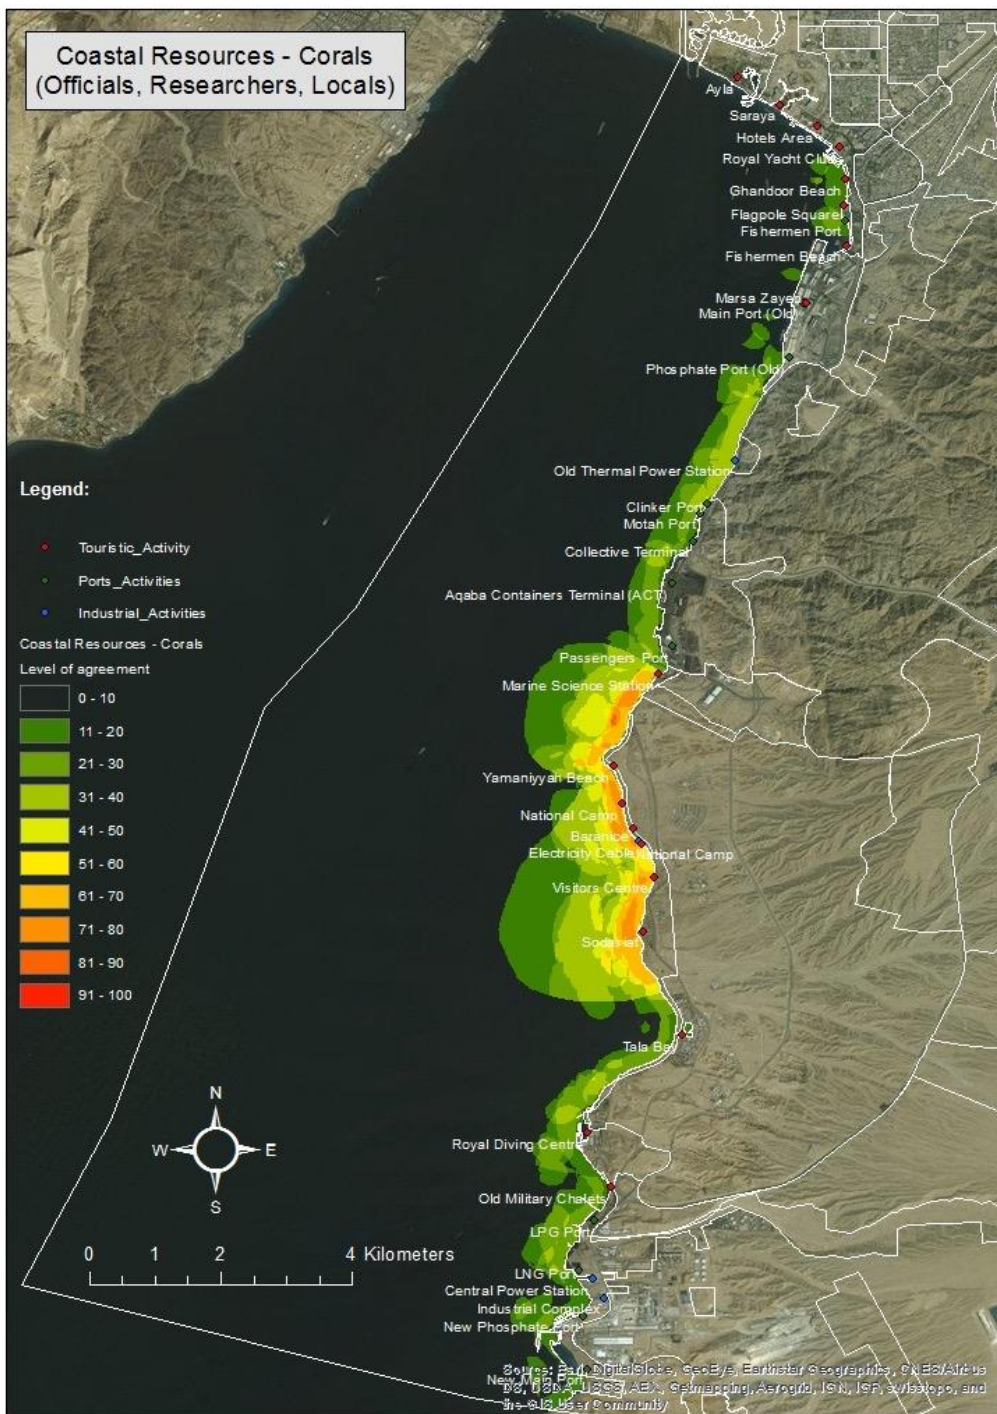 Coastal Resources - Corals
(Officials, Researchers, Locals)
Ayla
Saraya
Hotels Area
Royal Yacht Club
Ghandoor Beach
Flagpole Square
Fishermen Port
Fishermen Beach
Marsa Zayed
Main Port (Old)
Phosphate Port (Old)
Old Thermal Power Station
Clinker Port
Motah Port
Collective Terminal
Aqaba Containers Terminal (ACT)
Passengers Port
Marine Science Station
Yamaniyyah Beach
National Camp
Baranice
Electricity Cable
National Camp
Visitors Centre
Tala Bay
Royal Diving Centre
Old Military Chalets
LPG Port
LNG Port
Central Power Station
Industrial Complex
New Phosphate Port
New Main Port
Legend:
Touristic_Activity
Ports_Activities
Industrial_Activities
Coastal Resources - Corals
Level of agreement
0 - 10
11 - 20
21 - 30
31 - 40
41 - 50
51 - 60
61 - 70
71 - 80
81 - 90
91 - 100
N
W E
S
0 1 2 4 Kilometers
Source: Esri, DigitalGlobe, GeoEye, Earthstar Geographics, CNES/Airbus
DS, USDA, USGS, AEX, Getmapping, Aerogrid, IGN, IGP, swisstopo, and
the GIS User Community